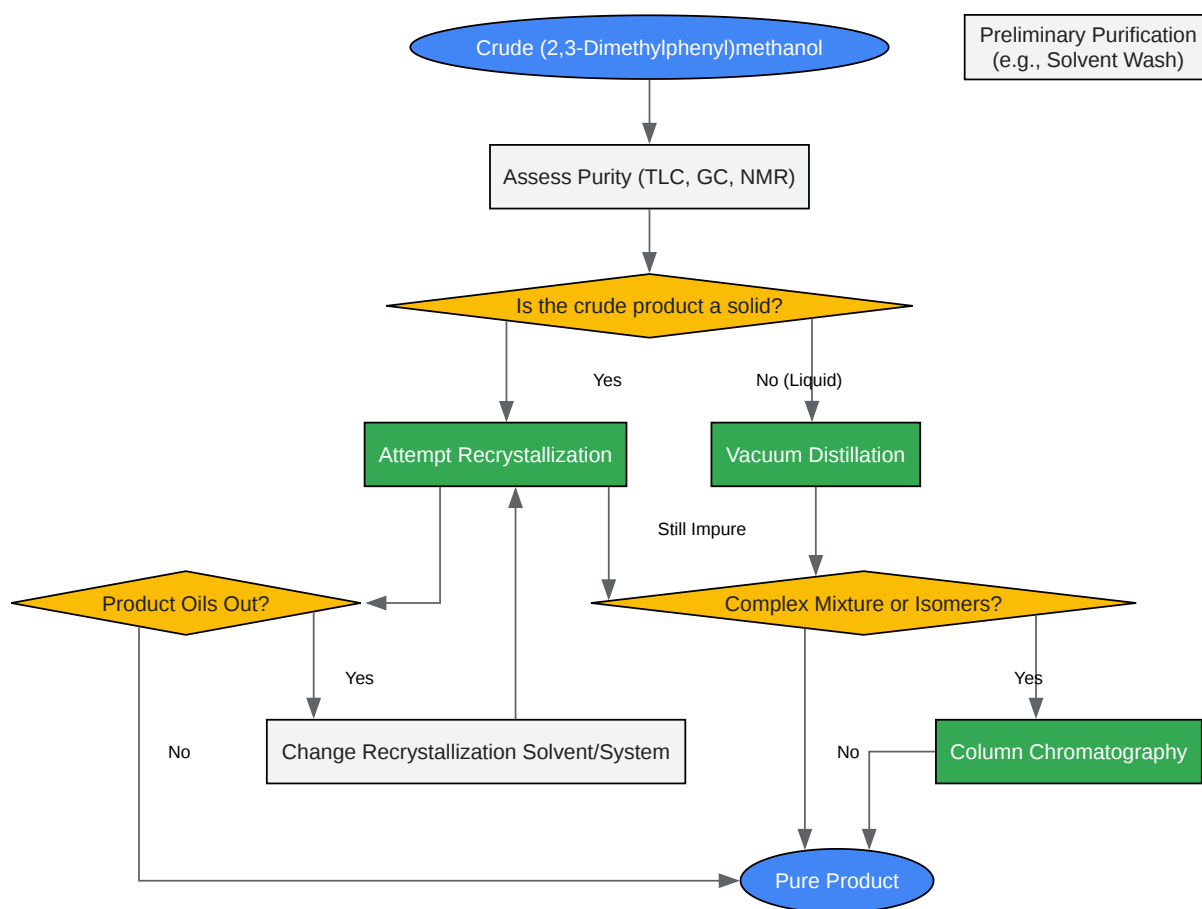 Crude (2,3-Dimethylphenyl)methanol
Preliminary Purification
(e.g., Solvent Wash)
Assess Purity (TLC, GC, NMR)
Is the crude product a solid?
Yes
No (Liquid)
Attempt Recrystallization
Vacuum Distillation
Still Impure
Product Oils Out?
Complex Mixture or Isomers?
Yes
Yes
No
Change Recrystallization Solvent/System
No
Column Chromatography
Pure Product